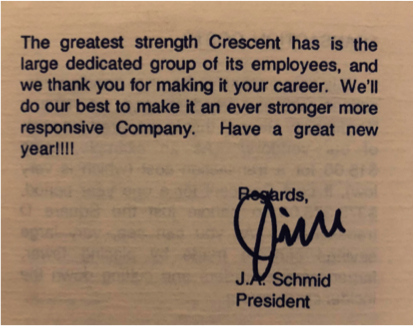 The greatest strength Crescent has is the
large dedicated group of its employees, and
we thank you for making it your career. We'll
do our best to make it an ever stronger more
responsive Company. Have a great new
year!!!!
Regards,
Jim
J.A. Schmid
President